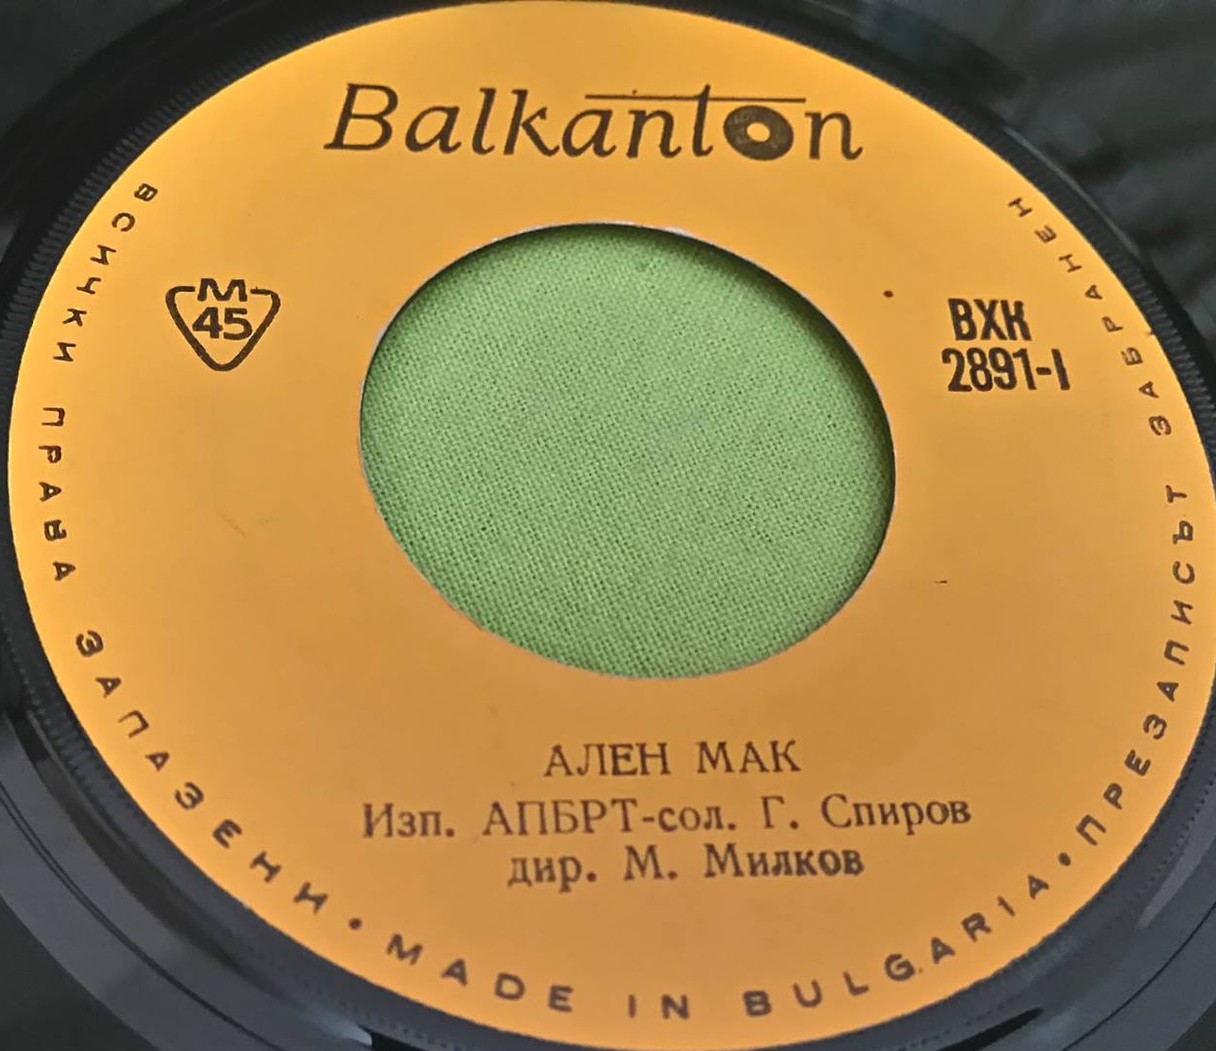 Balkanton
М
45
ВХК
2891-I
АЛЕН МАК
Изп. АПБРТ-сол. Г. Спиров
дир. М. Милков
ВСИЧКИ ПРАВА ЗАПАЗЕНИ • MADE IN BULGARIA • ПРЕЗАПИСЪТ ЗАБРАНЕН